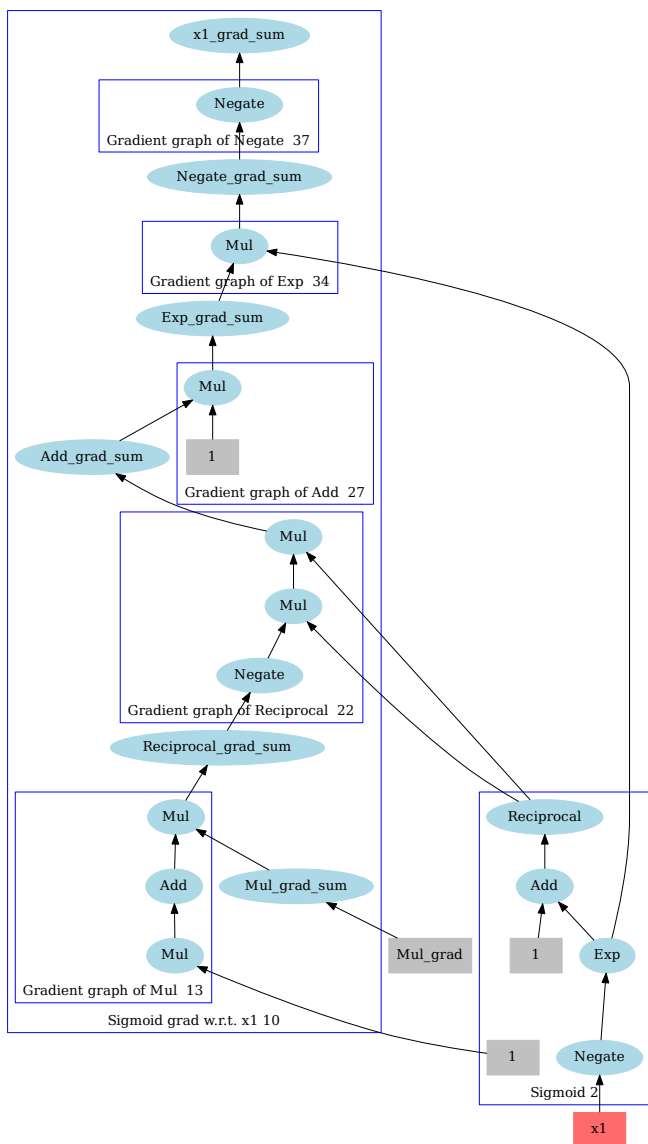 x1_grad_sum
Negate
Gradient graph of Negate 37
Negate_grad_sum
Mul
Gradient graph of Exp 34
Exp_grad_sum
Mul
Add_grad_sum
1
Gradient graph of Add 27
Mul
Mul
Negate
Gradient graph of Reciprocal 22
Reciprocal_grad_sum
Mul
Reciprocal
Add
Mul_grad_sum
Add
Mul
Mul_grad
1
Exp
Gradient graph of Mul 13
Sigmoid grad w.r.t. x1 10
1
Negate
Sigmoid 2
x1